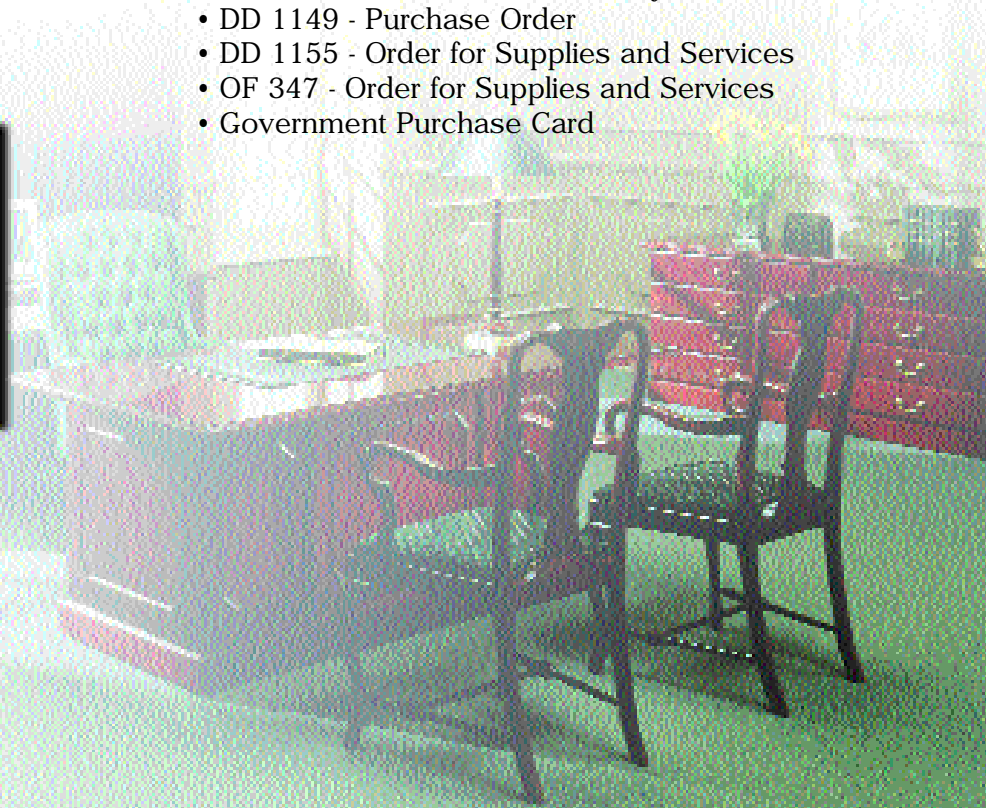 • DD 1149 - Purchase Order
• DD 1155 - Order for Supplies and Services
• OF 347 - Order for Supplies and Services
• Government Purchase Card